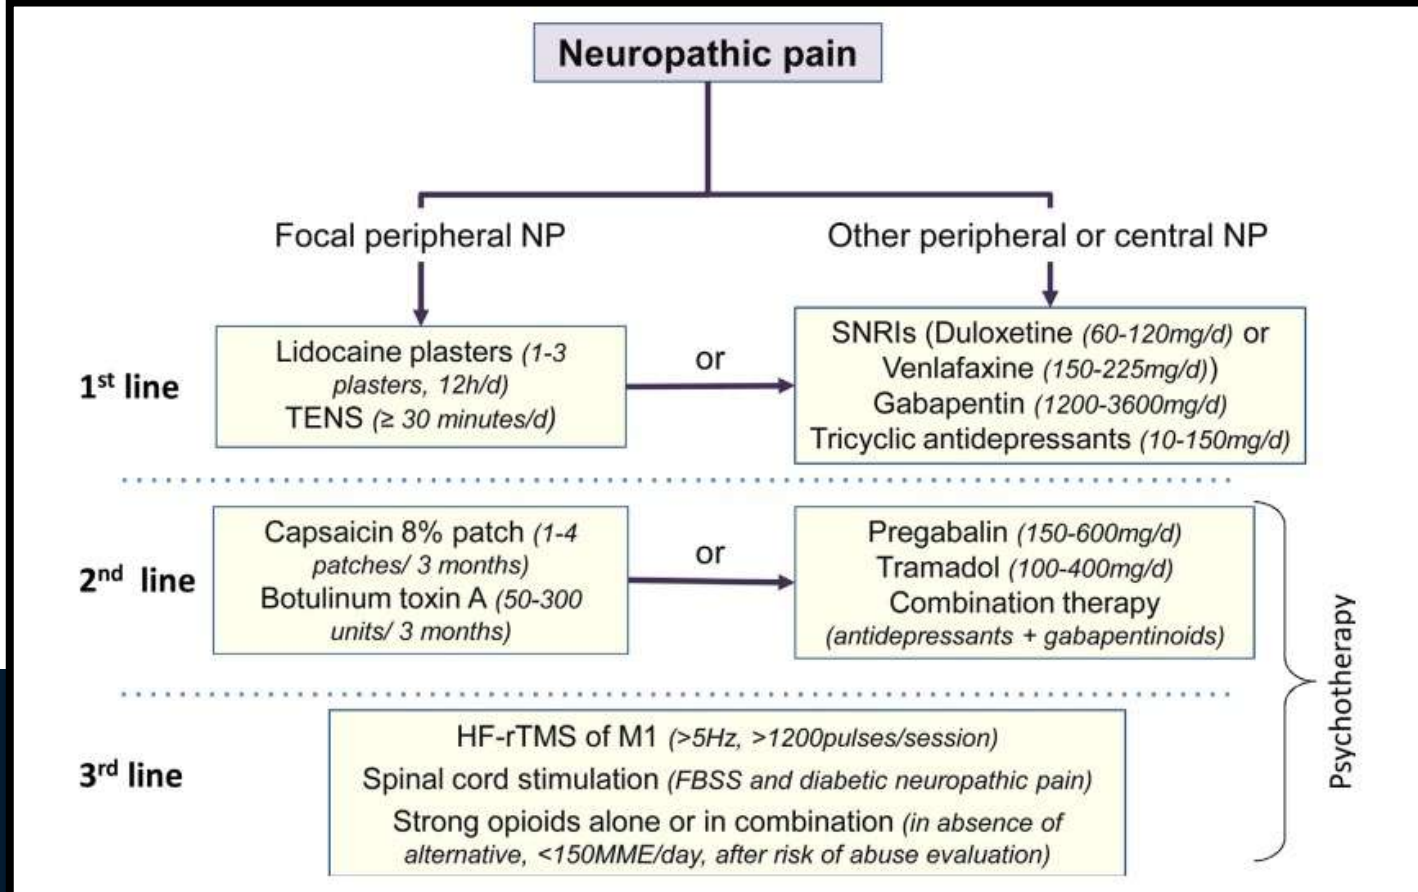 Neuropathic pain
Focal peripheral NP
Other peripheral or central NP
1st line
Lidocaine plasters (1-3
plasters, 12h/d)
TENS (≥ 30 minutes/d)
or
SNRIs (Duloxetine (60-120mg/d) or
Venlafaxine (150-225mg/d))
Gabapentin (1200-3600mg/d)
Tricyclic antidepressants (10-150mg/d)
2nd line
Capsaicin 8% patch (1-4
patches/ 3 months)
Botulinum toxin A (50-300
units/ 3 months)
or
Pregabalin (150-600mg/d)
Tramadol (100-400mg/d)
Combination therapy
(antidepressants + gabapentinoids)
3rd line
HF-rTMS of M1 (>5Hz, >1200pulses/session)
Spinal cord stimulation (FBSS and diabetic neuropathic pain)
Strong opioids alone or in combination (in absence of
alternative, <150MME/day, after risk of abuse evaluation)
Psychotherapy